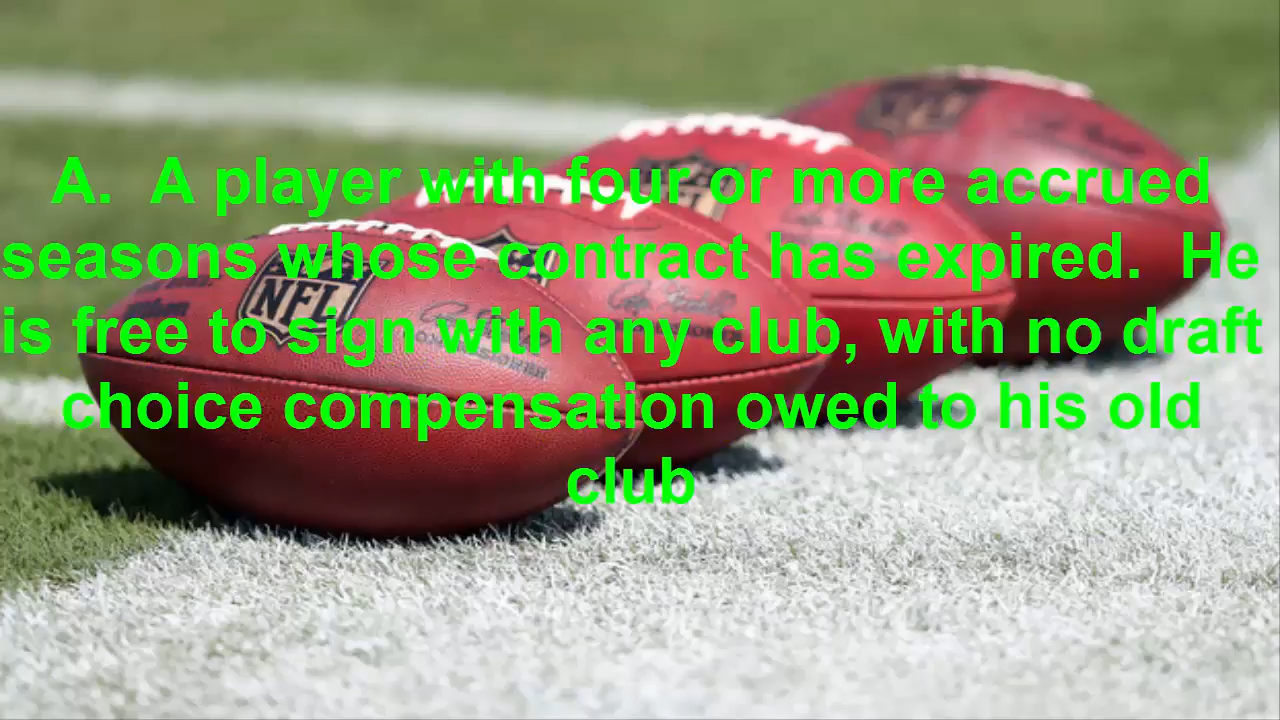 A. A player with four or more accrued
seasons whose contract has expired. He
is free to sign with any club, with no draft
choice compensation owed to his old
club
NFL